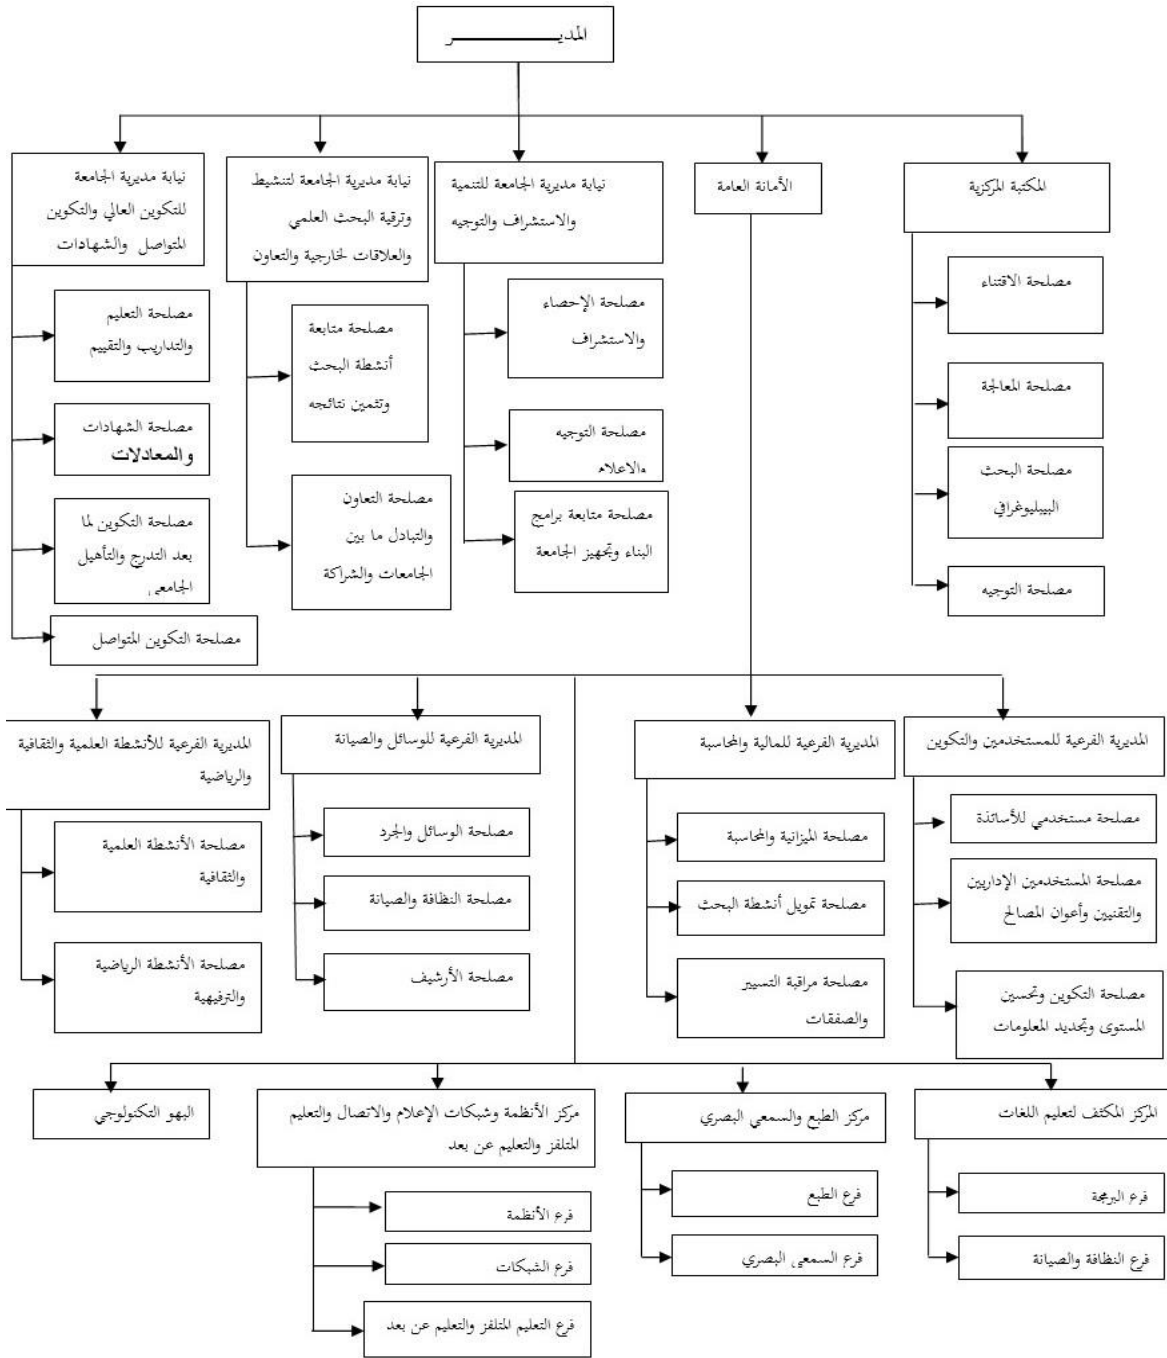 المديـــــــــــــر
المكتبة المركزية
الأمانة العامة
نيابة مديرية الجامعة للتنمية
والاستشراف والتوجيه
نيابة مديرية الجامعة لتنشيط
وترقية البحث العلمي
والعلاقات لخارجية والتعاون
نيابة مديرية الجامعة
للتكوين العالي والتكوين
المتواصل والشهادات
مصلحة الاقتناء
مصلحة المعالجة
مصلحة البحث
البيبليوغرافي
مصلحة التوجيه
مصلحة الإحصاء
والاستشراف
مصلحة التوجيه
والاعلام
مصلحة متابعة برامج
البناء وتجهيز الجامعة
مصلحة متابعة
أنشطة البحث
وتثمين نتائجه
مصلحة التعاون
والتبادل ما بين
الجامعات والشراكة
مصلحة التعليم
والتداريب والتقييم
مصلحة الشهادات
والمعادلات
مصلحة التكوين لما
بعد التدرج والتأهيل
الجامعي
مصلحة التكوين المتواصل
المديرية الفرعية للمستخدمين والتكوين
المديرية الفرعية للمالية والمحاسبة
المديرية الفرعية للوسائل والصيانة
المديرية الفرعية للأنشطة العلمية والثقافية
والرياضية
مصلحة مستخدمي للأساتذة
مصلحة المستخدمين الإداريين
والتقنيين وأعوان المصالح
مصلحة التكوين وتحسين
المستوى وتجديد المعلومات
مصلحة الميزانية والمحاسبة
مصلحة تمويل أنشطة البحث
مصلحة مراقبة التسيير
والصفقات
مصلحة الوسائل والجرد
مصلحة النظافة والصيانة
مصلحة الأرشيف
مصلحة الأنشطة العلمية
والثقافية
مصلحة الأنشطة الرياضية
والترفيهية
المركز المكثف لتعليم اللغات
مركز الطبع والسمعي البصري
مركز الأنظمة وشبكات الإعلام والاتصال والتعليم
المتلفز والتعليم عن بعد
البهو التكنولوجي
فرع البرمجة
فرع النظافة والصيانة
فرع الطبع
فرع السمعي البصري
فرع الأنظمة
فرع الشبكات
فرع التعليم المتلفز والتعليم عن بعد